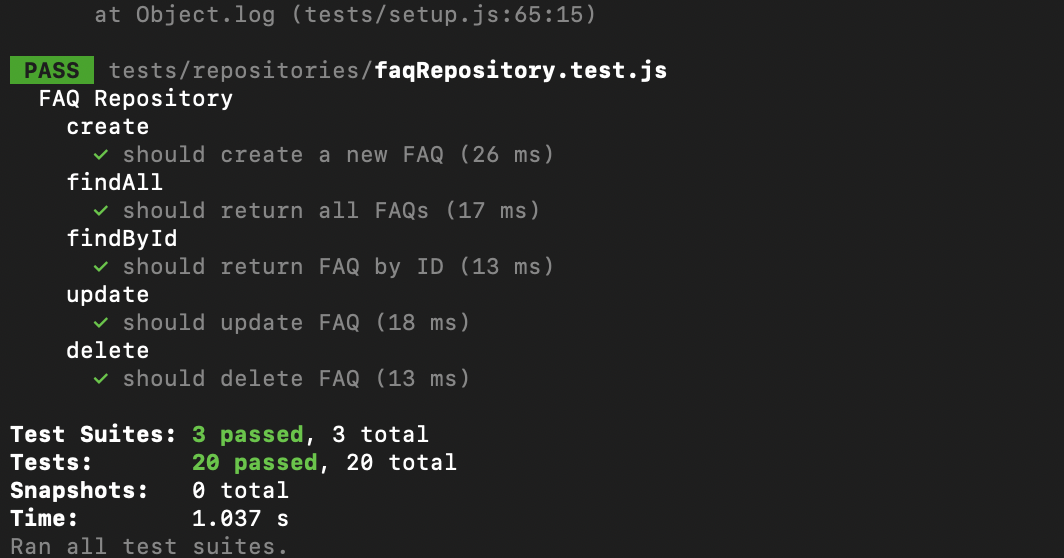 at Object.log (tests/setup.js:65:15)
PASS tests/repositories/faqRepository.test.js
FAQ Repository
create
✓ should create a new FAQ (26 ms)
findAll
✓ should return all FAQs (17 ms)
findById
✓ should return FAQ by ID (13 ms)
update
✓ should update FAQ (18 ms)
delete
✓ should delete FAQ (13 ms)
Test Suites: 3 passed, 3 total
Tests: 20 passed, 20 total
Snapshots: 0 total
Time: 1.037 s
Ran all test suites.